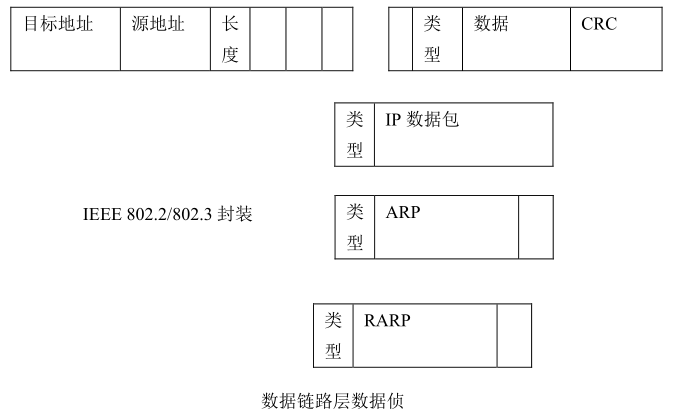 目标地址 源地址 长度 类型 数据 CRC
类型 IP 数据包
IEEE 802.2/802.3 封装 类型 ARP
类型 RARP
数据链路层数据侦